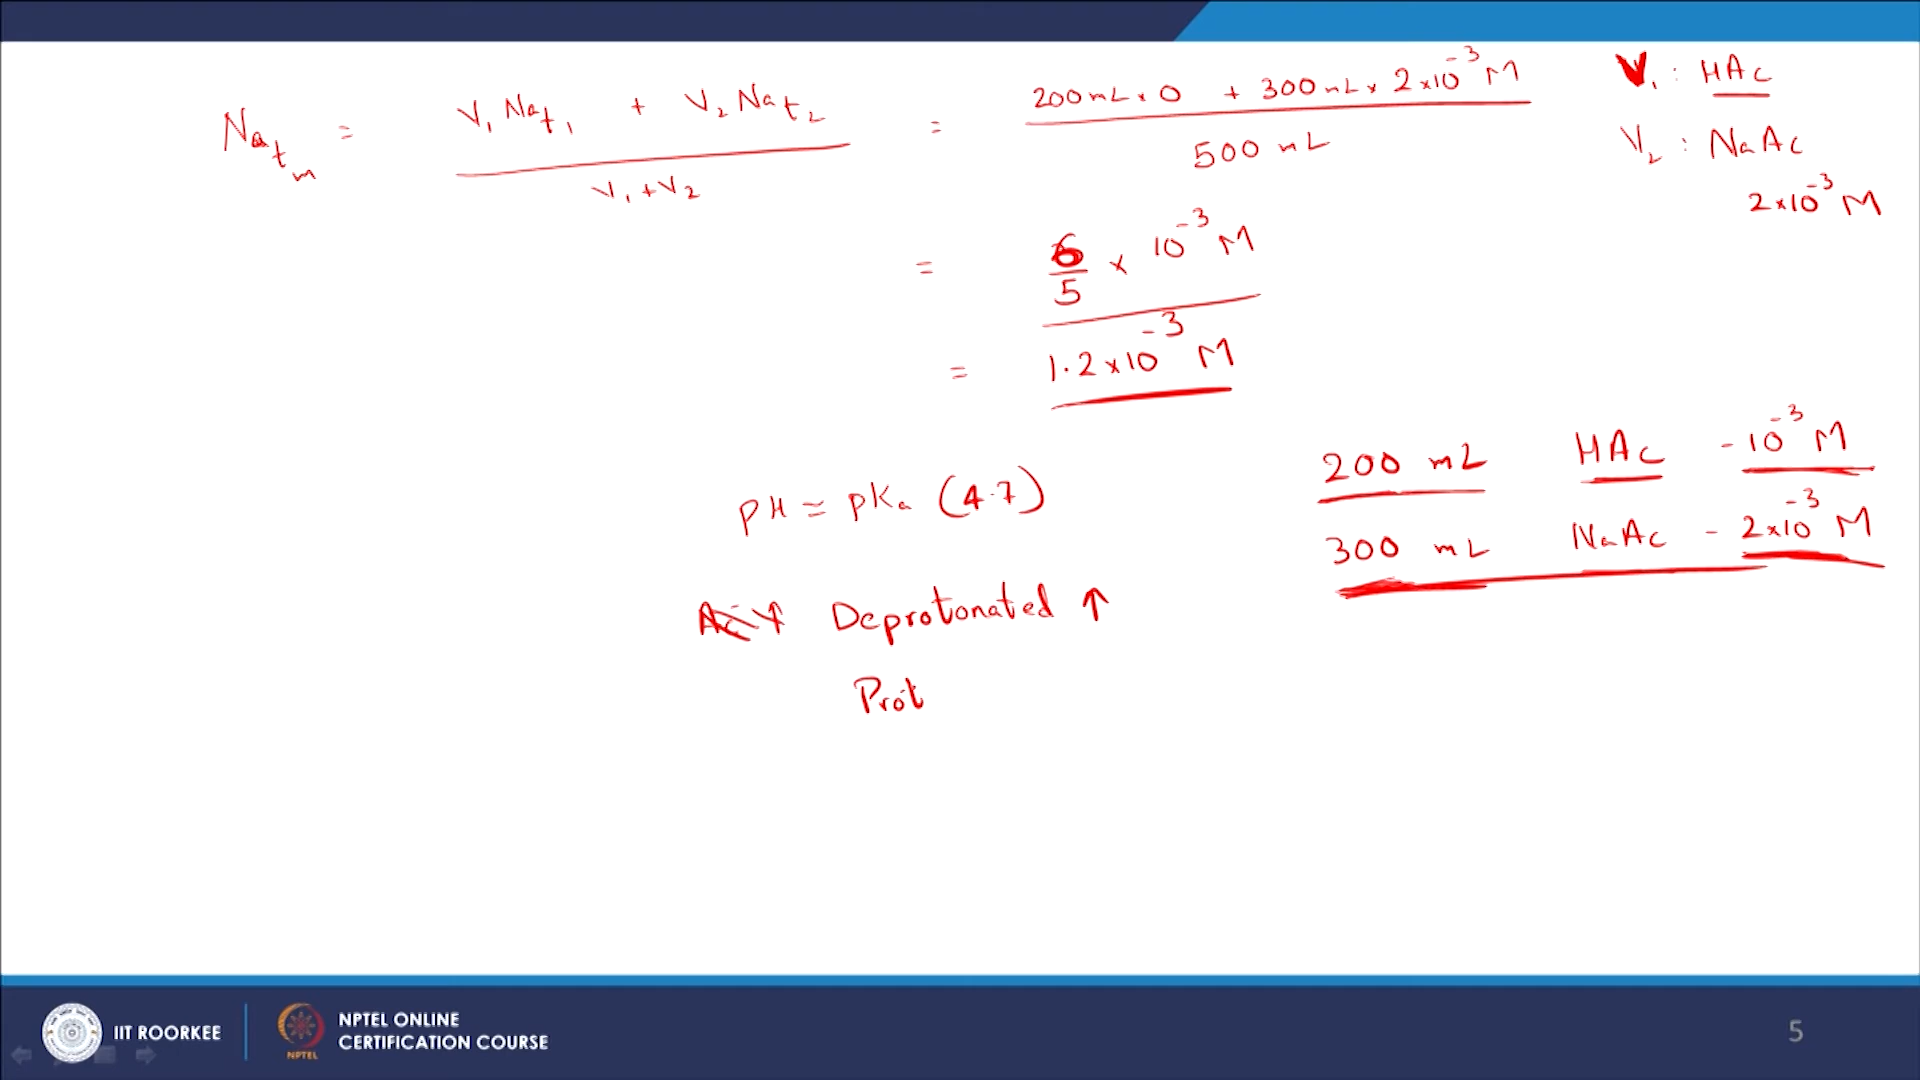 Na_t_m = (V₁ Na_t₁ + V₂ Na_t₂) / (V₁ + V₂) = (200 mL × 0 + 300 mL × 2×10⁻³ M) / 500 mL
V₁ : HAc
V₂ : NaAc
2×10⁻³ M
= 6/5 × 10⁻³ M
= 1.2×10⁻³ M
200 mL HAc - 10⁻³ M
300 mL NaAc - 2×10⁻³ M
pH ≃ pKa (4.7)
Deprotonated ↑
Prot
IIT ROORKEE
NPTEL
NPTEL ONLINE
CERTIFICATION COURSE
5